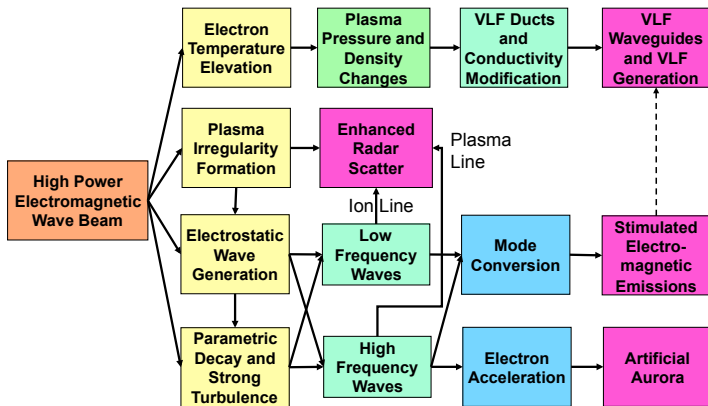 Electron
Temperature
Elevation
Plasma
Pressure and
Density
Changes
VLF Ducts
and
Conductivity
Modification
VLF
Waveguides
and VLF
Generation
High Power
Electromagnetic
Wave Beam
Plasma
Irregularity
Formation
Enhanced
Radar
Scatter
Plasma
Line
Ion Line
Electrostatic
Wave
Generation
Low
Frequency
Waves
Mode
Conversion
Stimulated
Electro-
magnetic
Emissions
Parametric
Decay and
Strong
Turbulence
High
Frequency
Waves
Electron
Acceleration
Artificial
Aurora